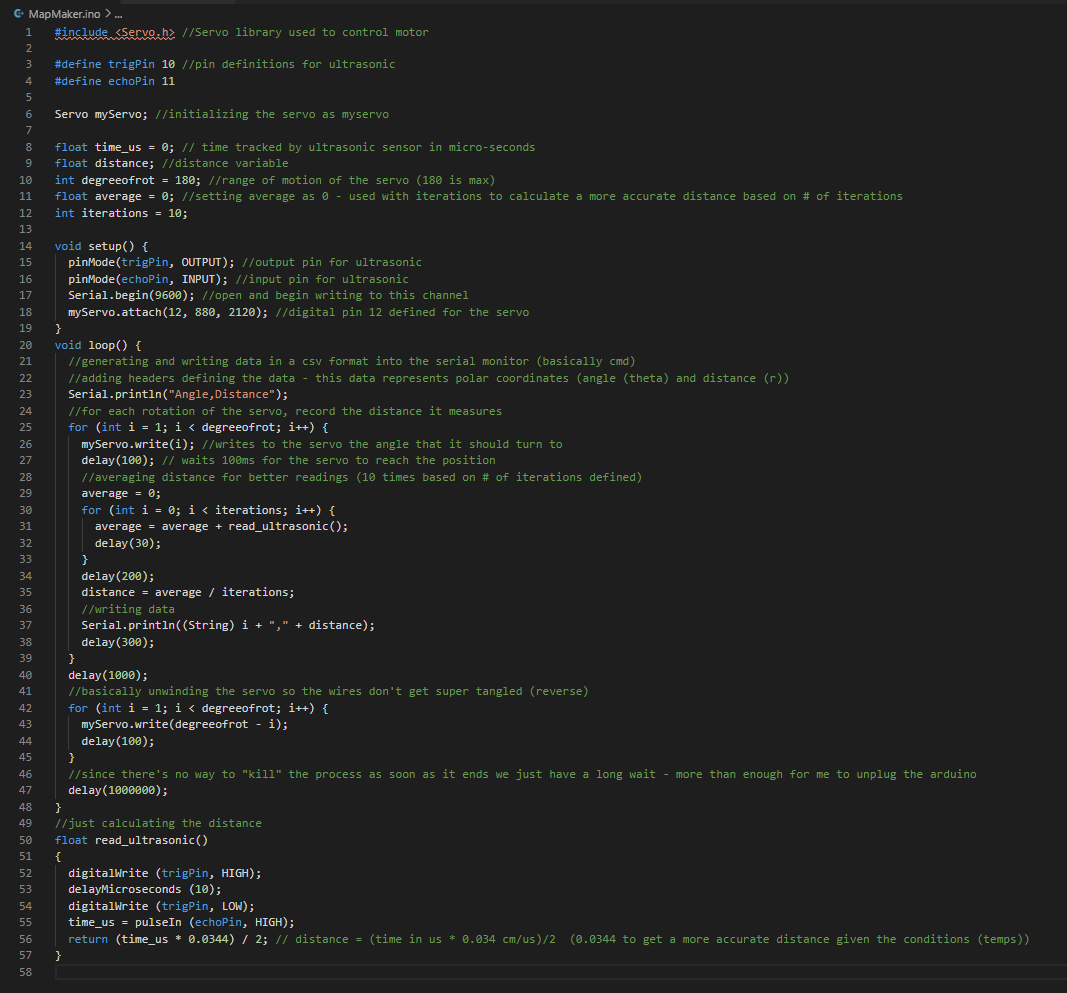 MapMaker.ino > ...
1 #include <Servo.h> //Servo library used to control motor
2
3 #define trigPin 10 //pin definitions for ultrasonic
4 #define echoPin 11
5
6 Servo myServo; //initializing the servo as myservo
7
8 float time_us = 0; // time tracked by ultrasonic sensor in micro-seconds
9 float distance; //distance variable
10 int degreeofrot = 180; //range of motion of the servo (180 is max)
11 float average = 0; //setting average as 0 - used with iterations to calculate a more accurate distance based on # of iterations
12 int iterations = 10;
13
14 void setup() {
15   pinMode(trigPin, OUTPUT); //output pin for ultrasonic
16   pinMode(echoPin, INPUT); //input pin for ultrasonic
17   Serial.begin(9600); //open and begin writing to this channel
18   myServo.attach(12, 880, 2120); //digital pin 12 defined for the servo
19 }
20 void loop() {
21   //generating and writing data in a csv format into the serial monitor (basically cmd)
22   //adding headers defining the data - this data represents polar coordinates (angle (theta) and distance (r))
23   Serial.println("Angle,Distance");
24   //for each rotation of the servo, record the distance it measures
25   for (int i = 1; i < degreeofrot; i++) {
26     myServo.write(i); //writes to the servo the angle that it should turn to
27     delay(100); // waits 100ms for the servo to reach the position
28     //averaging distance for better readings (10 times based on # of iterations defined)
29     average = 0;
30     for (int i = 0; i < iterations; i++) {
31       average = average + read_ultrasonic();
32       delay(30);
33     }
34     delay(200);
35     distance = average / iterations;
36     //writing data
37     Serial.println((String) i + "," + distance);
38     delay(300);
39   }
40   delay(1000);
41   //basically unwinding the servo so the wires don't get super tangled (reverse)
42   for (int i = 1; i < degreeofrot; i++) {
43     myServo.write(degreeofrot - i);
44     delay(100);
45   }
46   //since there's no way to "kill" the process as soon as it ends we just have a long wait - more than enough for me to unplug the arduino
47   delay(1000000);
48 }
49 //just calculating the distance
50 float read_ultrasonic()
51 {
52   digitalWrite (trigPin, HIGH);
53   delayMicroseconds (10);
54   digitalWrite (trigPin, LOW);
55   time_us = pulseIn (echoPin, HIGH);
56   return (time_us * 0.0344) / 2; // distance = (time in us * 0.034 cm/us)/2  (0.0344 to get a more accurate distance given the conditions (temps))
57 }
58